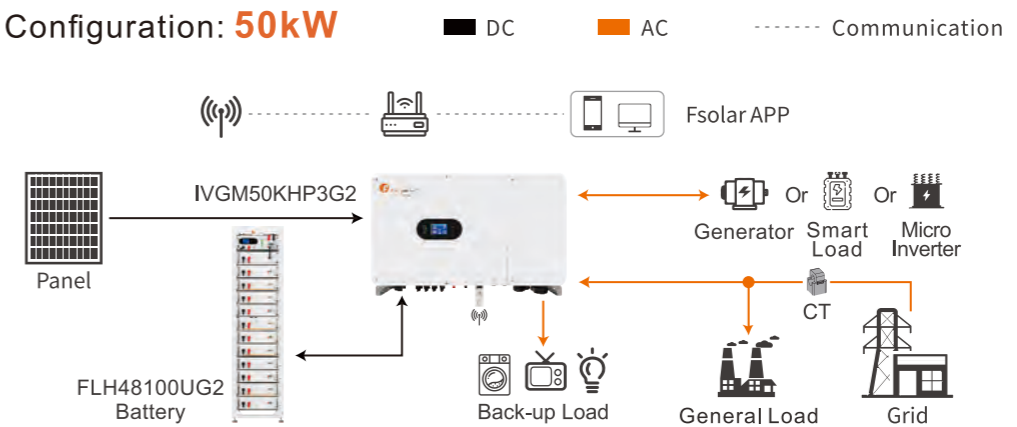 Configuration: 50kW
DC
AC
Communication
Fsolar APP
IVGM50KHP3G2
Panel
Generator
Or
Smart
Load
Or
Micro
Inverter
CT
FLH48100UG2
Battery
Back-up Load
General Load
Grid